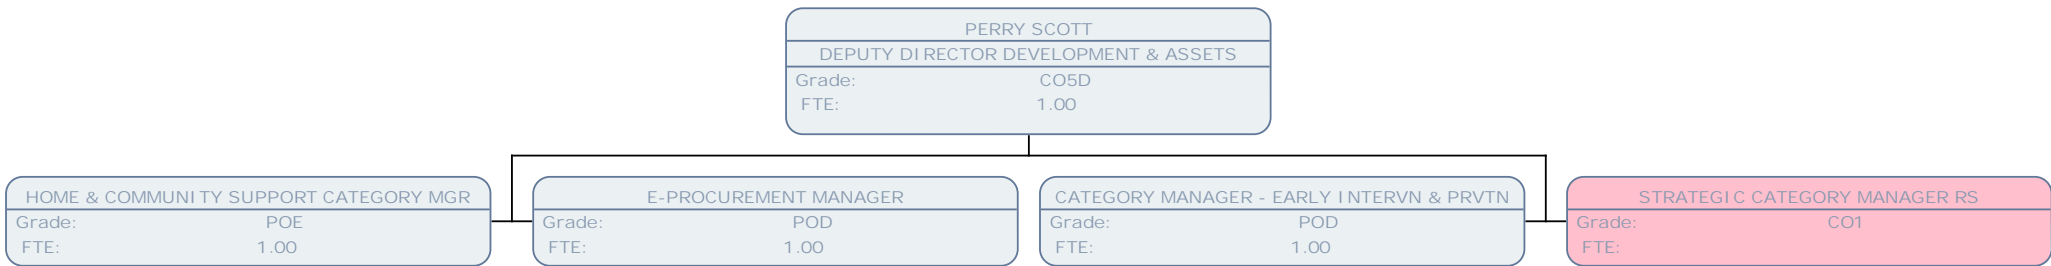 PERRY SCOTT
DEPUTY DIRECTOR DEVELOPMENT & ASSETS
Grade: CO5D
FTE: 1.00
HOME & COMMUNITY SUPPORT CATEGORY MGR
Grade: POE
FTE: 1.00
E-PROCUREMENT MANAGER
Grade: POD
FTE: 1.00
CATEGORY MANAGER - EARLY INTERVN & PRVTN
Grade: POD
FTE: 1.00
STRATEGIC CATEGORY MANAGER RS
Grade: CO1
FTE: